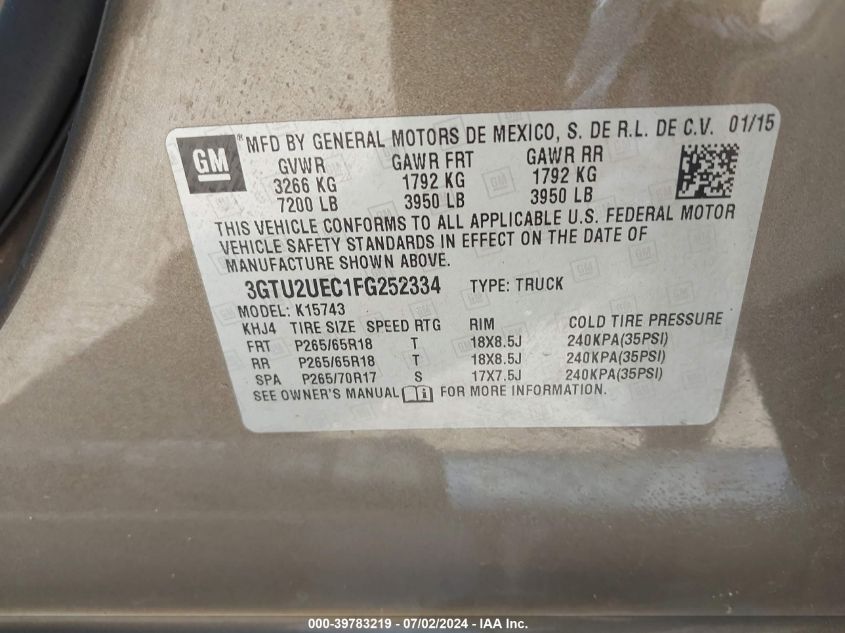 GM
® MFD BY GENERAL MOTORS DE MEXICO, S. DE R.L. DE C.V. 01/15
GVWR GAWR FRT GAWR RR
3266 KG 1792 KG 1792 KG
7200 LB 3950 LB 3950 LB
THIS VEHICLE CONFORMS TO ALL APPLICABLE U.S. FEDERAL MOTOR
VEHICLE SAFETY STANDARDS IN EFFECT ON THE DATE OF
MANUFACTURE SHOWN ABOVE.
3GTU2UEC1FG252334 TYPE: TRUCK
MODEL: K15743
KHJ4 TIRE SIZE SPEED RTG RIM COLD TIRE PRESSURE
FRT P265/65R18 T 18X8.5J 240KPA(35PSI)
RR P265/65R18 T 18X8.5J 240KPA(35PSI)
SPA P265/70R17 S 17X7.5J 240KPA(35PSI)
SEE OWNER'S MANUAL FOR MORE INFORMATION.
000-39783219 - 07/02/2024 - IAA Inc.